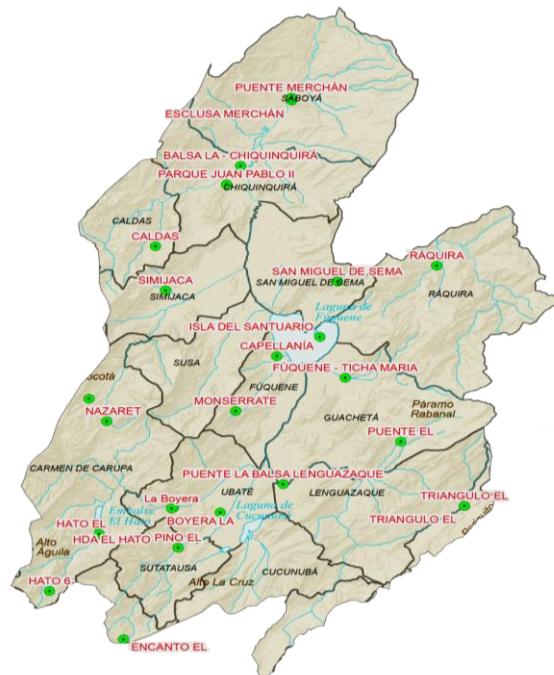 PUENTE MERCHÁN
SABOYÁ
ESCLUSA MERCHÁN
BALSA LA - CHIQUINQUIRÁ
PARQUE JUAN PABLO II
CHIQUINQUIRÁ
CALDAS
CALDAS
RÁQUIRA
SAN MIGUEL DE SEMA
SAN MIGUEL DE SEMA
SIMIJACA
SIMIJACA
RÁQUIRA
Laguna de
Fúquene
ISLA DEL SANTUARIO
CAPELLANÍA
SUSA
FÚQUENE - TICHA MARIA
FÚQUENE
ocotá
NAZARET
MONSERRATE
GUACHETÁ
Páramo
Rabanal
PUENTE EL
CARMEN DE CARUPA
PUENTE LA BALSA LENGUAZAQUE
UBATÉ
LENGUAZAQUE
La Boyera
TRIANGULO EL
Embalse
El Hato
Laguna de
Cucunubá
BOYERA LA
TRIANGULO EL
HATO EL
HDA EL HATO
PINO EL
Alto
Águila
SUTATAUSA
Alto La Cruz
CUCUNUBÁ
HATO 6
ENCANTO EL